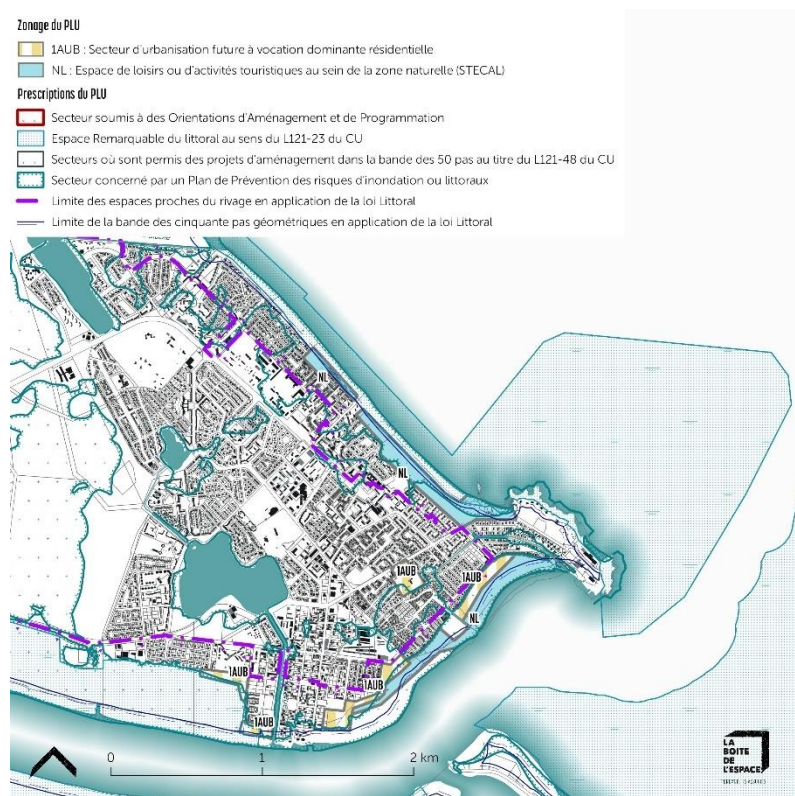 Zonage du PLU
1AUB : Secteur d'urbanisation future à vocation dominante résidentielle
NL : Espace de loisirs ou d'activités touristiques au sein de la zone naturelle (STECAL)
Prescriptions du PLU
Secteur soumis à des Orientations d'Aménagement et de Programmation
Espace Remarquable du littoral au sens du L121-23 du CU
Secteurs où sont permis des projets d'aménagement dans la bande des 50 pas au titre du L121-48 du CU
Secteur concerné par un Plan de Prévention des risques d'inondation ou littoraux
Limite des espaces proches du rivage en application de la loi Littoral
Limite de la bande des cinquante pas géométriques en application de la loi Littoral
NL
NL
1AUB
1AUB
NL
1AUB
1AUB
1AUB
0 1 2 km
LA
BOITE
DE
L'ESPACE